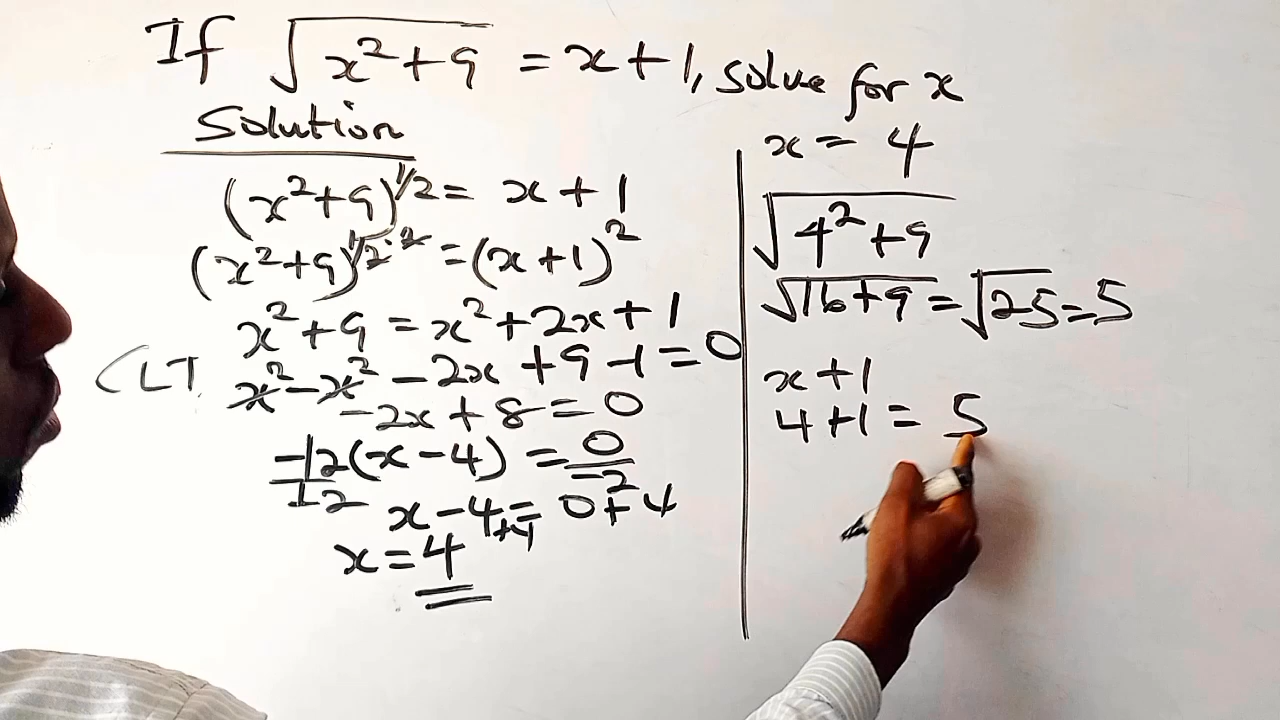 If √(x²+9) = x+1, solve for x
Solution
(x²+9)^1/2 = x+1
(x²+9)^1/2·2 = (x+1)²
x²+9 = x²+2x+1
CLT x²-x² -2x+9-1=0
-2x+8=0
-2(x-4) = 0
-2 -2
x-4+4 = 0+4
x=4
x=4
√(4²+9)
√(16+9) = √25 = 5
x+1
4+1 = 5